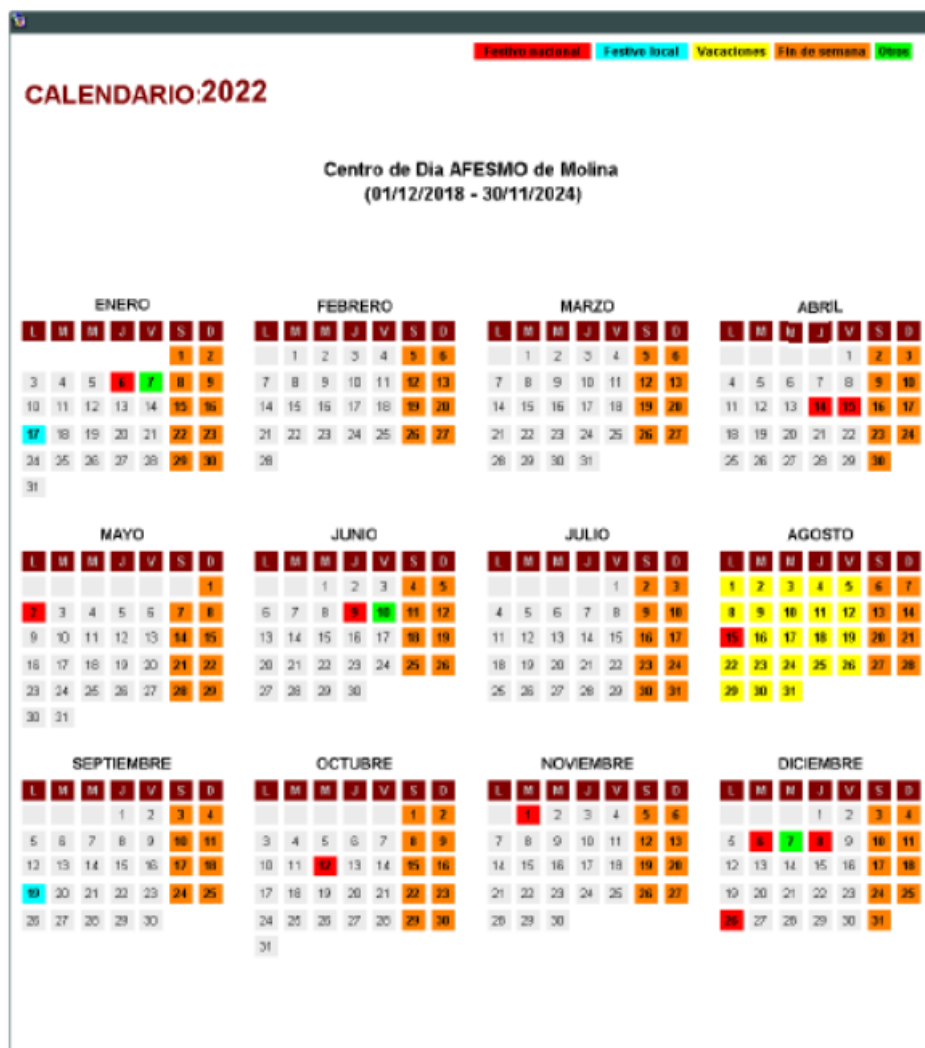 Festivo nacional Festivo local Vacaciones Fin de semana Otros
CALENDARIO:2022
Centro de Dia AFESMO de Molina
(01/12/2018 - 30/11/2024)
ENERO
L M M J V S D
1 2
3 4 5 6 7 8 9
10 11 12 13 14 15 16
17 18 19 20 21 22 23
24 25 26 27 28 29 30
31
FEBRERO
L M M J V S D
1 2 3 4 5 6
7 8 9 10 11 12 13
14 15 16 17 18 19 20
21 22 23 24 25 26 27
28
MARZO
L M M J V S D
1 2 3 4 5 6
7 8 9 10 11 12 13
14 15 16 17 18 19 20
21 22 23 24 25 26 27
28 29 30 31
ABRIL
L M M J V S D
1 2 3
4 5 6 7 8 9 10
11 12 13 14 15 16 17
18 19 20 21 22 23 24
25 26 27 28 29 30
MAYO
L M M J V S D
1
2 3 4 5 6 7 8
9 10 11 12 13 14 15
16 17 18 19 20 21 22
23 24 25 26 27 28 29
30 31
JUNIO
L M M J V S D
1 2 3 4 5
6 7 8 9 10 11 12
13 14 15 16 17 18 19
20 21 22 23 24 25 26
27 28 29 30
JULIO
L M M J V S D
1 2 3
4 5 6 7 8 9 10
11 12 13 14 15 16 17
18 19 20 21 22 23 24
25 26 27 28 29 30 31
AGOSTO
L M M J V S D
1 2 3 4 5 6 7
8 9 10 11 12 13 14
15 16 17 18 19 20 21
22 23 24 25 26 27 28
29 30 31
SEPTIEMBRE
L M M J V S D
1 2 3 4
5 6 7 8 9 10 11
12 13 14 15 16 17 18
19 20 21 22 23 24 25
26 27 28 29 30
OCTUBRE
L M M J V S D
1 2
3 4 5 6 7 8 9
10 11 12 13 14 15 16
17 18 19 20 21 22 23
24 25 26 27 28 29 30
31
NOVIEMBRE
L M M J V S D
1 2 3 4 5 6
7 8 9 10 11 12 13
14 15 16 17 18 19 20
21 22 23 24 25 26 27
28 29 30
DICIEMBRE
L M M J V S D
1 2 3 4
5 6 7 8 9 10 11
12 13 14 15 16 17 18
19 20 21 22 23 24 25
26 27 28 29 30 31